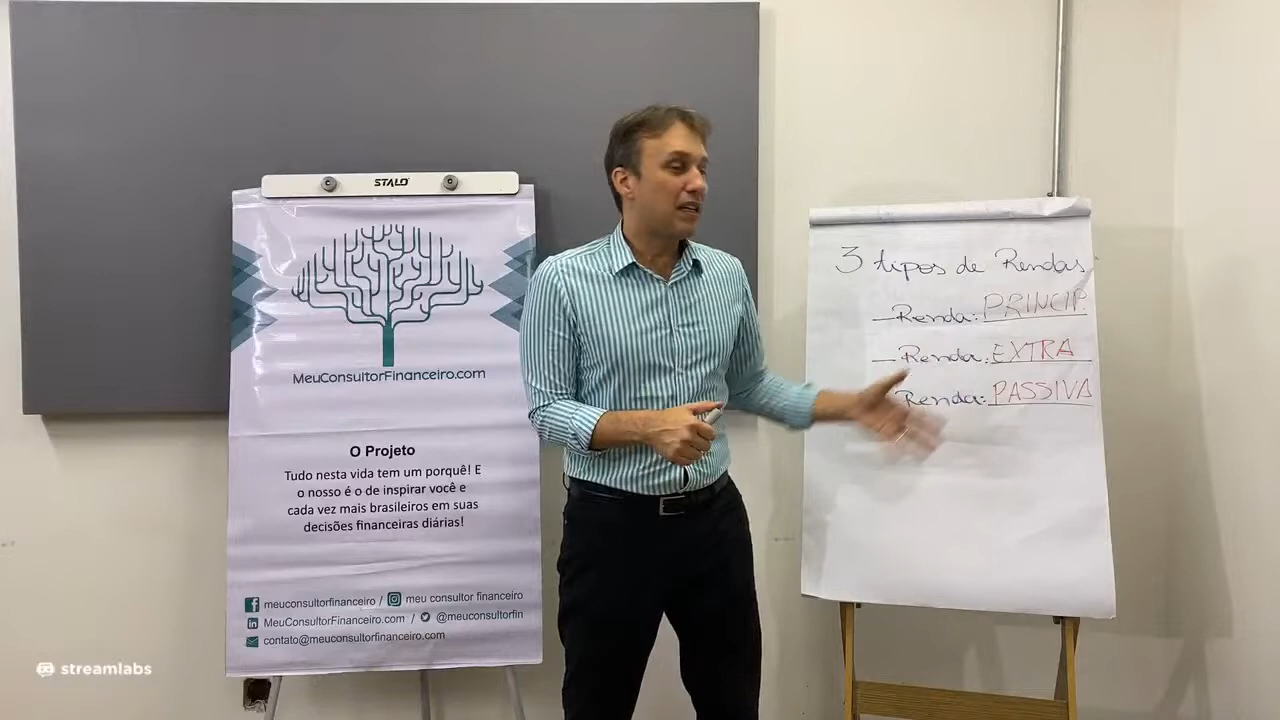 STALO
MeuConsultorFinanceiro.com
O Projeto
Tudo nesta vida tem um porquê! E
o nosso é o de inspirar você e
cada vez mais brasileiros em suas
decisões financeiras diárias!
meuconsultorfinanceiro / meu consultor financeiro
MeuConsultorFinanceiro.com / @meuconsultorfin
contato@meuconsultorfinanceiro.com
3 tipos de Rendas
- Renda: PRINCIP
- Renda: EXTRA
Renda: PASSIVA
streamlabs